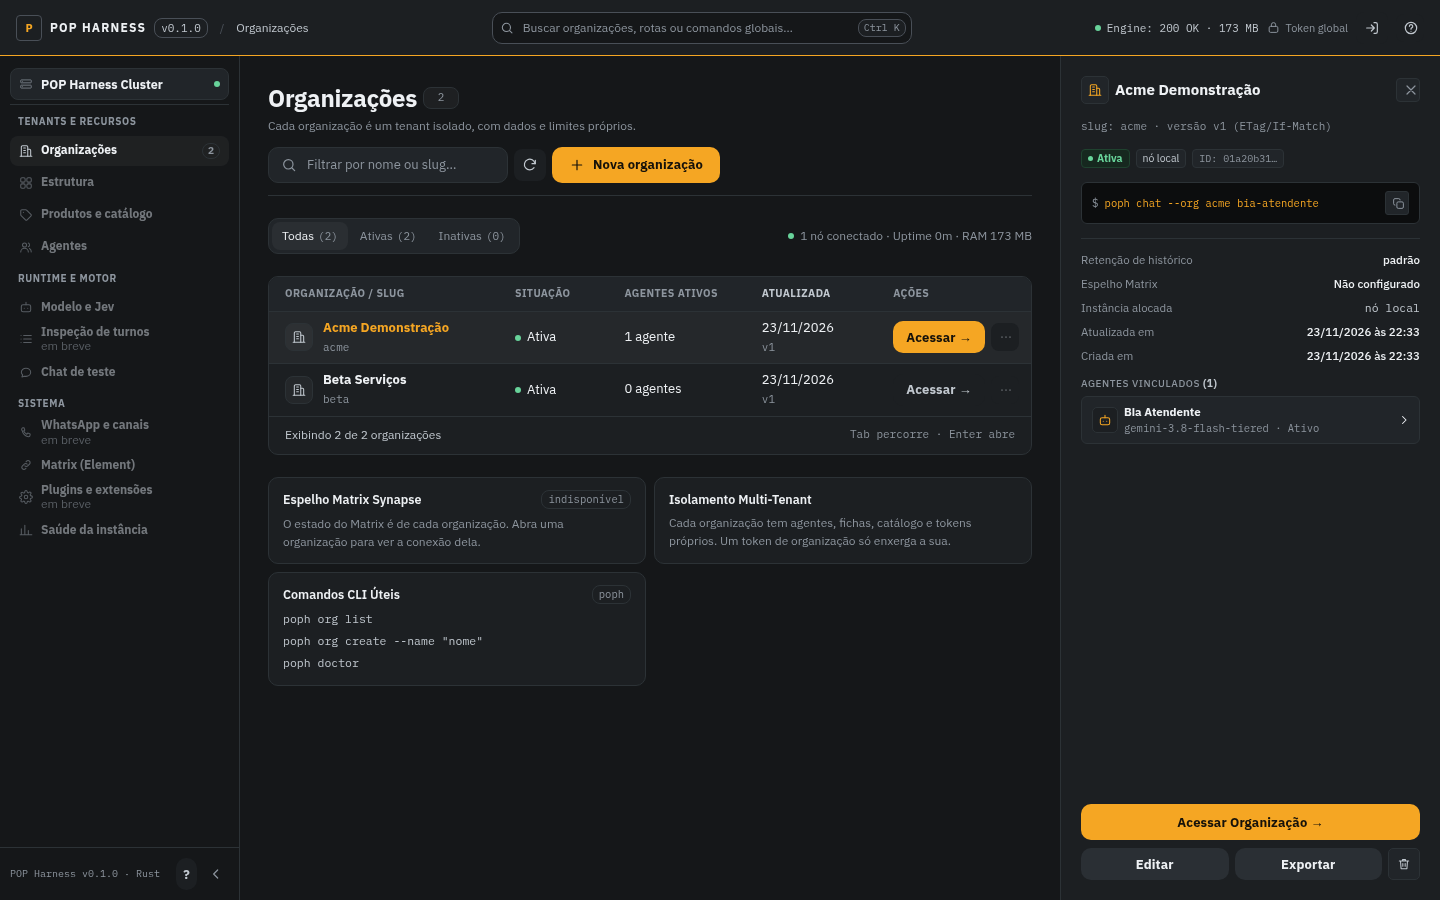 P POP HARNESS v0.1.0 / Organizações
Buscar organizações, rotas ou comandos globais... Ctrl K
Engine: 200 OK · 173 MB Token global
POP Harness Cluster
TENANTS E RECURSOS
Organizações 2
Estrutura
Produtos e catálogo
Agentes
RUNTIME E MOTOR
Modelo e Jev
Inspeção de turnos
em breve
Chat de teste
SISTEMA
WhatsApp e canais
em breve
Matrix (Element)
Plugins e extensões
em breve
Saúde da instância
POP Harness v0.1.0 · Rust ?
Organizações 2
Cada organização é um tenant isolado, com dados e limites próprios.
Filtrar por nome ou slug...
Nova organização
Todas (2) Ativas (2) Inativas (0)
1 nó conectado · Uptime 0m · RAM 173 MB
ORGANIZAÇÃO / SLUG SITUAÇÃO AGENTES ATIVOS ATUALIZADA AÇÕES
Acme Demonstração Ativa 1 agente 23/11/2026 Acessar → ...
acme v1
Beta Serviços Ativa 0 agentes 23/11/2026 Acessar → ...
beta v1
Exibindo 2 de 2 organizações Tab percorre · Enter abre
Espelho Matrix Synapse indisponível
O estado do Matrix é de cada organização. Abra uma
organização para ver a conexão dela.
Isolamento Multi-Tenant
Cada organização tem agentes, fichas, catálogo e tokens
próprios. Um token de organização só enxerga a sua.
Comandos CLI Úteis poph
poph org list
poph org create --name "nome"
poph doctor
Acme Demonstração
slug: acme · versão v1 (ETag/If-Match)
Ativa nó local ID: 01a20b31…
$ poph chat --org acme bia-atendente
Retenção de histórico padrão
Espelho Matrix Não configurado
Instância alocada nó local
Atualizada em 23/11/2026 às 22:33
Criada em 23/11/2026 às 22:33
AGENTES VINCULADOS (1)
Bia Atendente
gemini-3.8-flash-tiered · Ativo
Acessar Organização →
Editar Exportar